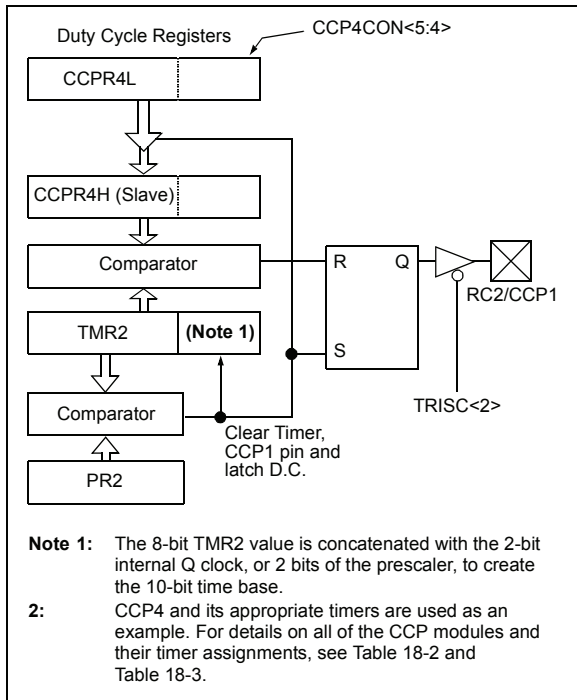 Duty Cycle Registers
CCP4CON<5:4>
CCPR4L
CCPR4H (Slave)
Comparator
R
Q
RC2/CCP1
TMR2
(Note 1)
S
TRISC<2>
Comparator
Clear Timer,
CCP1 pin and
latch D.C.
PR2
Note 1: The 8-bit TMR2 value is concatenated with the 2-bit
internal Q clock, or 2 bits of the prescaler, to create
the 10-bit time base.
2: CCP4 and its appropriate timers are used as an
example. For details on all of the CCP modules and
their timer assignments, see Table 18-2 and
Table 18-3.